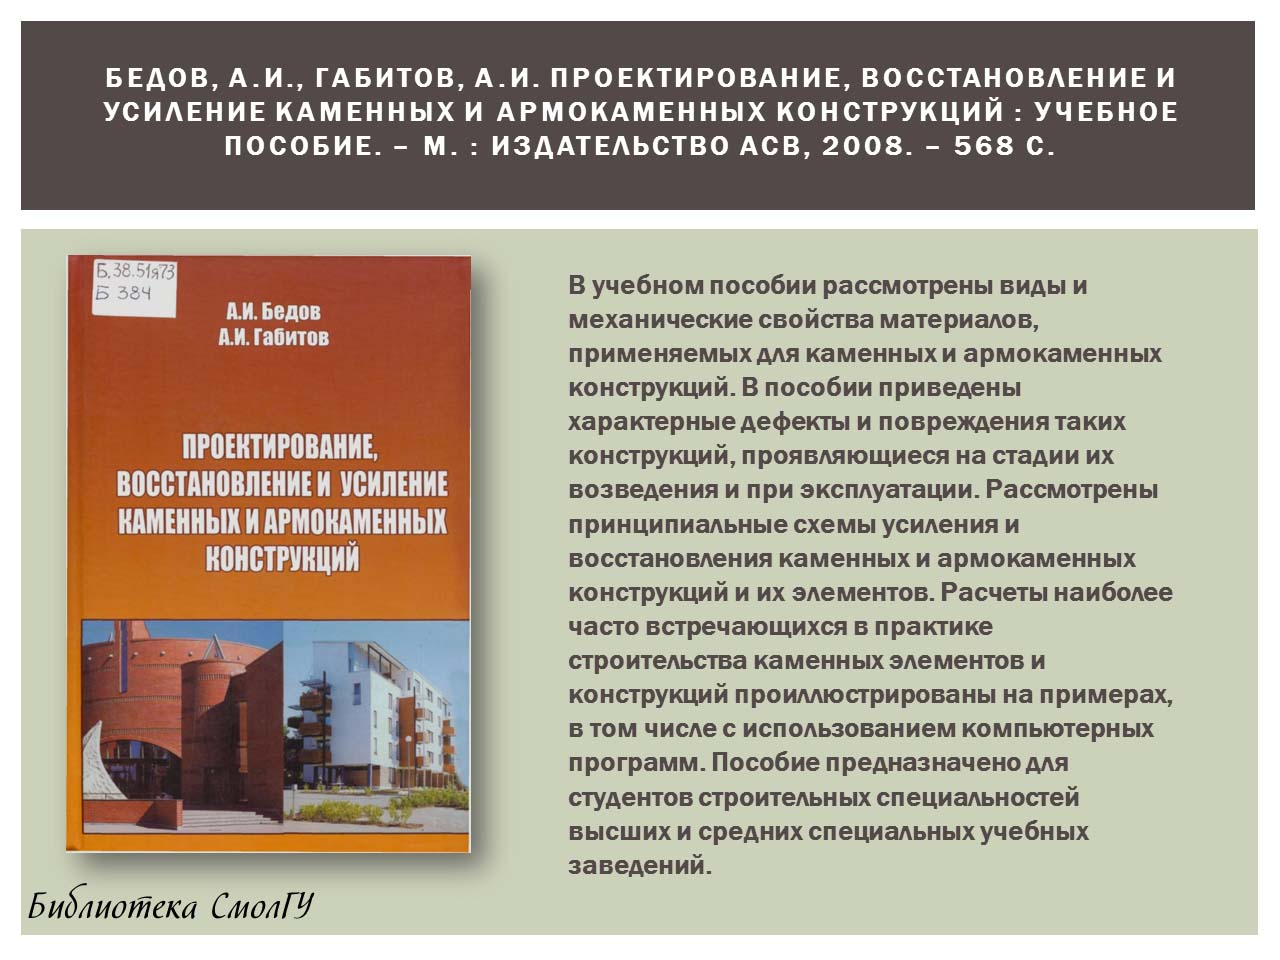 БЕДОВ, А.И., ГАБИТОВ, А.И. ПРОЕКТИРОВАНИЕ, ВОССТАНОВЛЕНИЕ И
УСИЛЕНИЕ КАМЕННЫХ И АРМОКАМЕННЫХ КОНСТРУКЦИЙ : УЧЕБНОЕ
ПОСОБИЕ. – М. : ИЗДАТЕЛЬСТВО АСВ, 2008. – 568 С.
Б.38.51я73
Б 384
А.И. Бедов
А.И. Габитов
ПРОЕКТИРОВАНИЕ,
ВОССТАНОВЛЕНИЕ И УСИЛЕНИЕ
КАМЕННЫХ И АРМОКАМЕННЫХ
КОНСТРУКЦИЙ
В учебном пособии рассмотрены виды и
механические свойства материалов,
применяемых для каменных и армокаменных
конструкций. В пособии приведены
характерные дефекты и повреждения таких
конструкций, проявляющиеся на стадии их
возведения и при эксплуатации. Рассмотрены
принципиальные схемы усиления и
восстановления каменных и армокаменных
конструкций и их элементов. Расчеты наиболее
часто встречающихся в практике
строительства каменных элементов и
конструкций проиллюстрированы на примерах,
в том числе с использованием компьютерных
программ. Пособие предназначено для
студентов строительных специальностей
высших и средних специальных учебных
заведений.
Библиотека СмолГУ